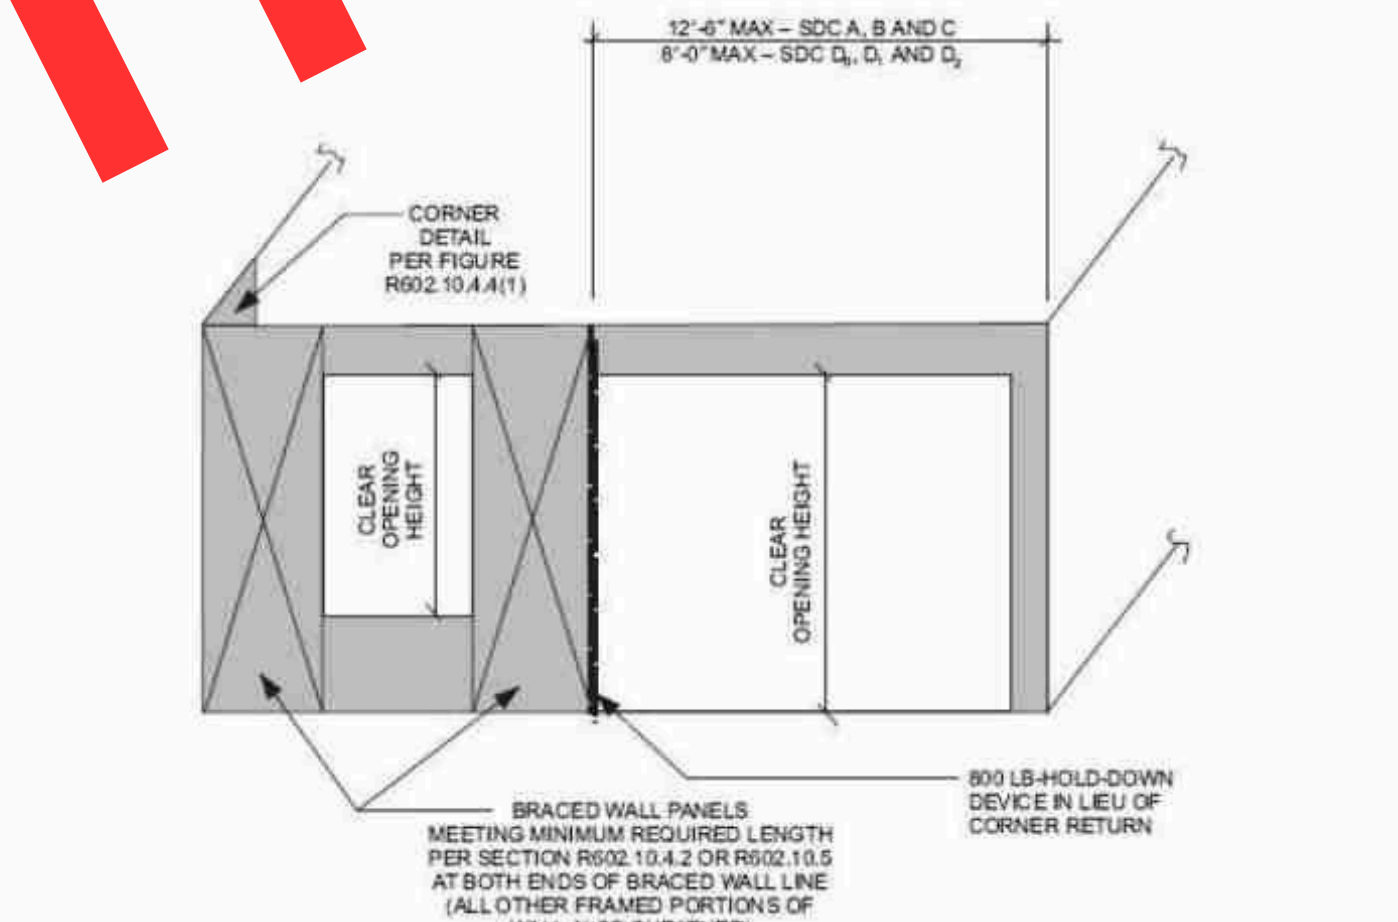 12'-6" MAX – SDC A, B AND C
8'-0" MAX – SDC D₀, D₁ AND D₂
CORNER
DETAIL
PER FIGURE
R602.10.4.4(1)
CLEAR
OPENING
HEIGHT
CLEAR
OPENING HEIGHT
800 LB-HOLD-DOWN
DEVICE IN LIEU OF
CORNER RETURN
BRACED WALL PANELS
MEETING MINIMUM REQUIRED LENGTH
PER SECTION R602.10.4.2 OR R602.10.5
AT BOTH ENDS OF BRACED WALL LINE
(ALL OTHER FRAMED PORTIONS OF